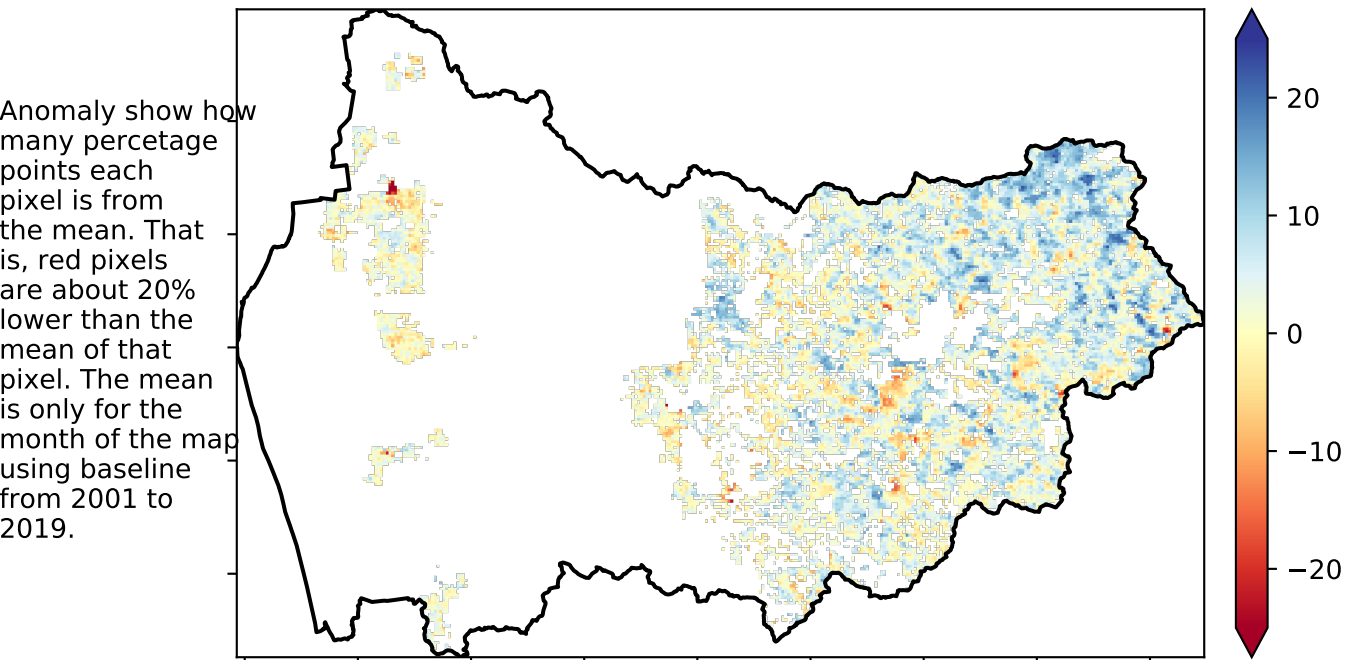 Anomaly show how
many percetage
points each
pixel is from
the mean. That
is, red pixels
are about 20%
lower than the
mean of that
pixel. The mean
is only for the
month of the map
using baseline
from 2001 to
2019.
20
10
0
−10
−20